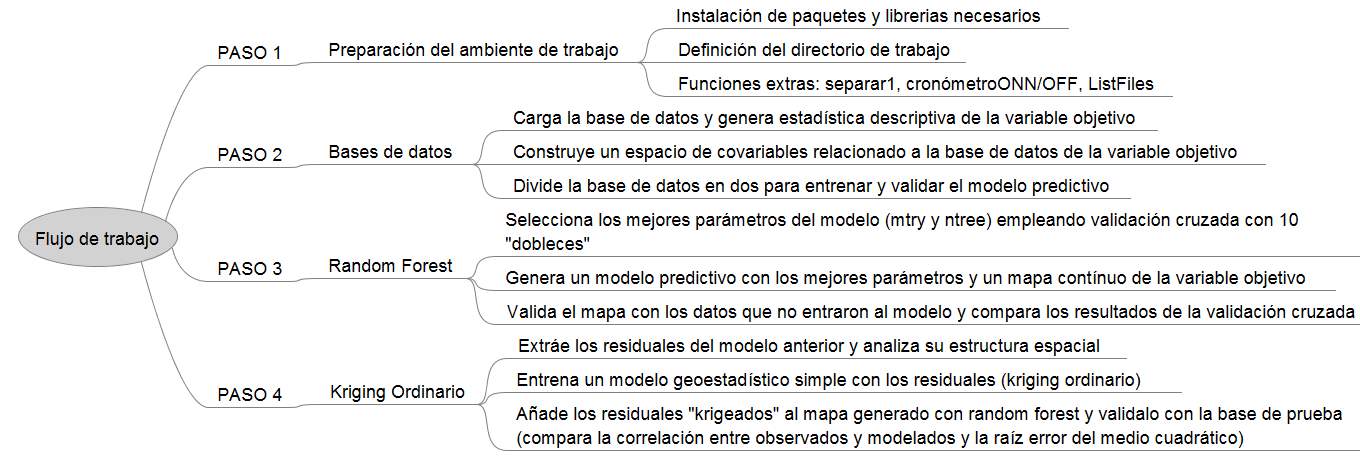 Flujo de trabajo
PASO 1
Preparación del ambiente de trabajo
Instalación de paquetes y librerias necesarios
Definición del directorio de trabajo
Funciones extras: separar1, cronómetroONN/OFF, ListFiles
PASO 2
Bases de datos
Carga la base de datos y genera estadística descriptiva de la variable objetivo
Construye un espacio de covariables relacionado a la base de datos de la variable objetivo
Divide la base de datos en dos para entrenar y validar el modelo predictivo
PASO 3
Random Forest
Selecciona los mejores parámetros del modelo (mtry y ntree) empleando validación cruzada con 10
"dobleces"
Genera un modelo predictivo con los mejores parámetros y un mapa contínuo de la variable objetivo
Valida el mapa con los datos que no entraron al modelo y compara los resultados de la validación cruzada
PASO 4
Kriging Ordinario
Extráe los residuales del modelo anterior y analiza su estructura espacial
Entrena un modelo geoestadístico simple con los residuales (kriging ordinario)
Añade los residuales "krigeados" al mapa generado con random forest y validalo con la base de prueba
(compara la correlación entre observados y modelados y la raíz error del medio cuadrático)